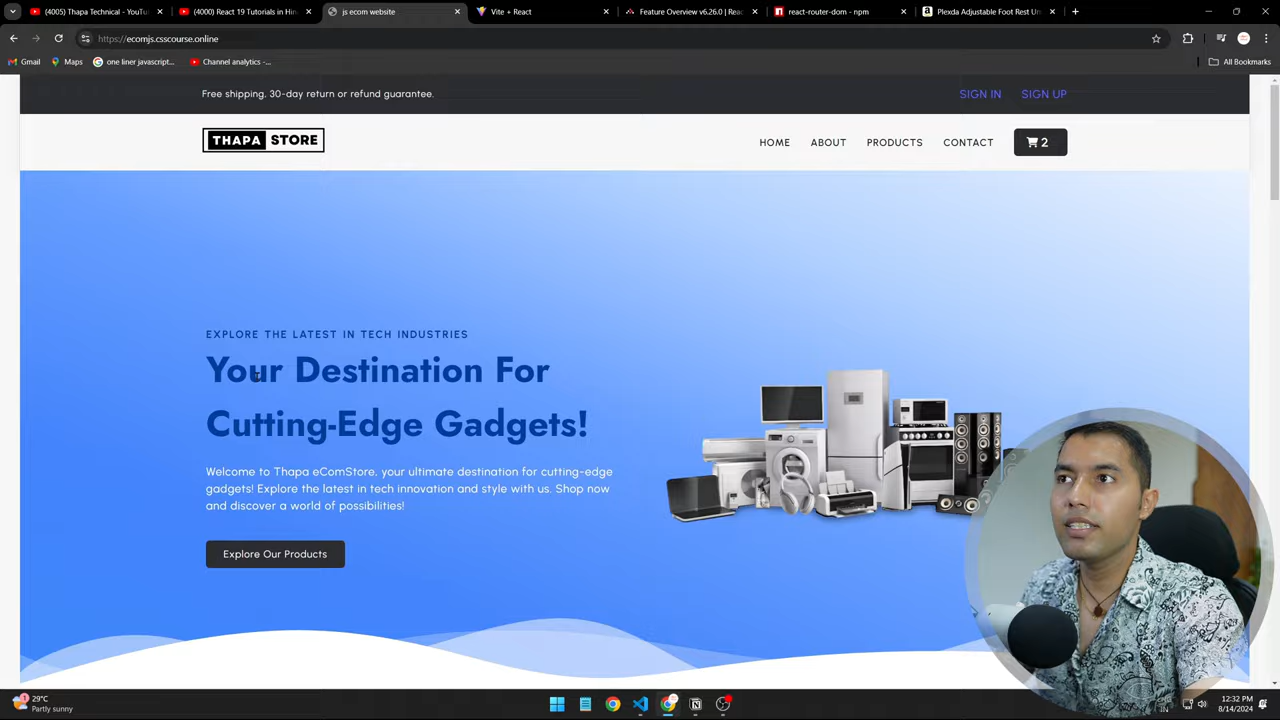 (4005) Thapa Technical - YouTu
(4000) React 19 Tutorials in Hin
js ecom website
Vite + React
Feature Overview v6.26.0 | Rea
react-router-dom - npm
Plexda Adjustable Foot Rest Un
https://ecomjs.csscourse.online
Gmail
Maps
one liner javascript...
Channel analytics -...
All Bookmarks
Free shipping, 30-day return or refund guarantee.
SIGN IN
SIGN UP
THAPA STORE
HOME
ABOUT
PRODUCTS
CONTACT
2
EXPLORE THE LATEST IN TECH INDUSTRIES
Your Destination For
Cutting-Edge Gadgets!
Welcome to Thapa eComStore, your ultimate destination for cutting-edge
gadgets! Explore the latest in tech innovation and style with us. Shop now
and discover a world of possibilities!
Explore Our Products
1
29°C
Partly sunny
12:32 PM
8/14/2024